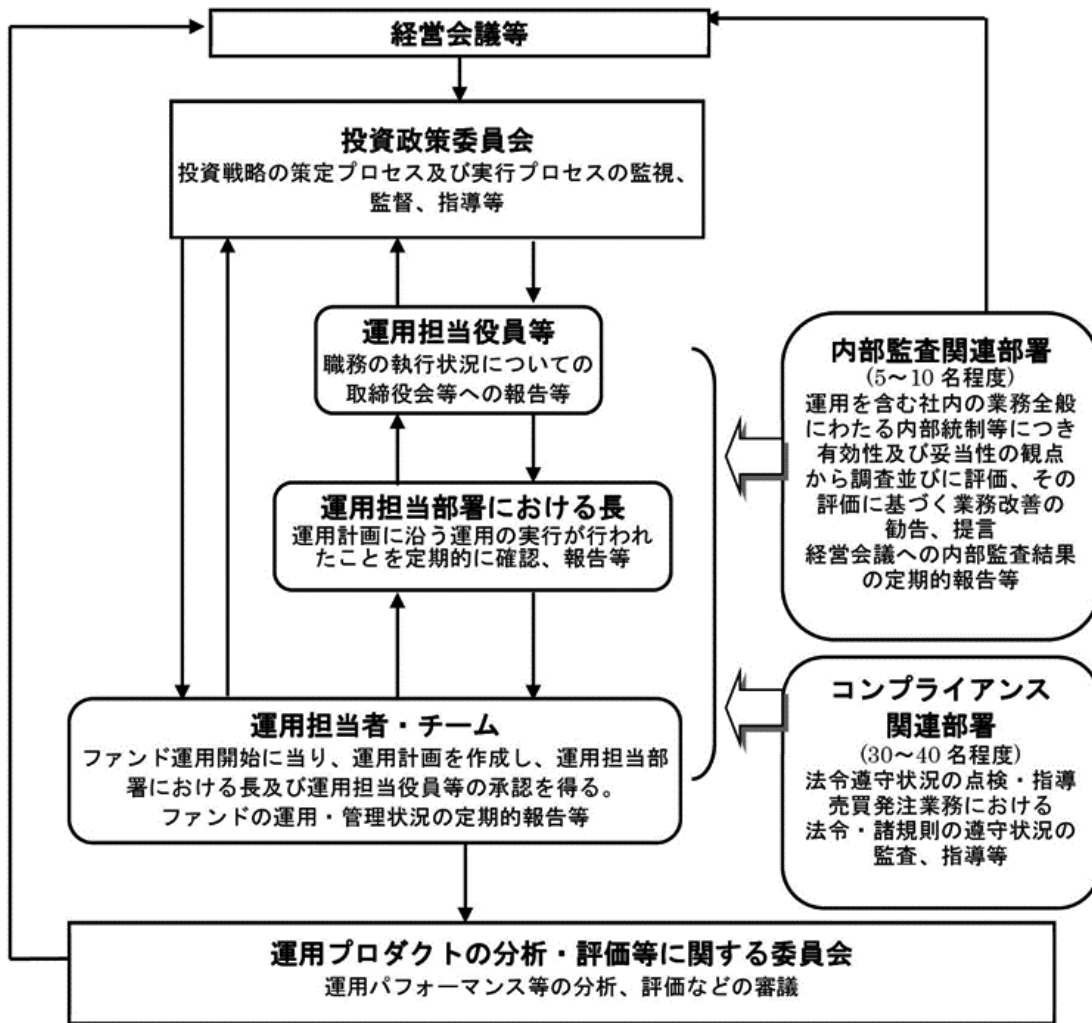 経営会議等
投資政策委員会
投資戦略の策定プロセス及び実行プロセスの監視、
監督、指導等
運用担当役員等
職務の執行状況についての
取締役会等への報告等
運用担当部署における長
運用計画に沿う運用の実行が行われ
たことを定期的に確認、報告等
運用担当者・チーム
ファンド運用開始に当り、運用計画を作成し、運用担当部
署における長及び運用担当役員等の承認を得る。
ファンドの運用・管理状況の定期的報告等
内部監査関連部署
(5～10 名程度)
運用を含む社内の業務全般
にわたる内部統制等につき
有効性及び妥当性の観点
から調査並びに評価、その
評価に基づく業務改善の
勧告、提言
経営会議への内部監査結果
の定期的報告等
コンプライアンス
関連部署
(30～40 名程度)
法令遵守状況の点検・指導
売買発注業務における
法令・諸規則の遵守状況の
監査、指導等
運用プロダクトの分析・評価等に関する委員会
運用パフォーマンス等の分析、評価などの審議